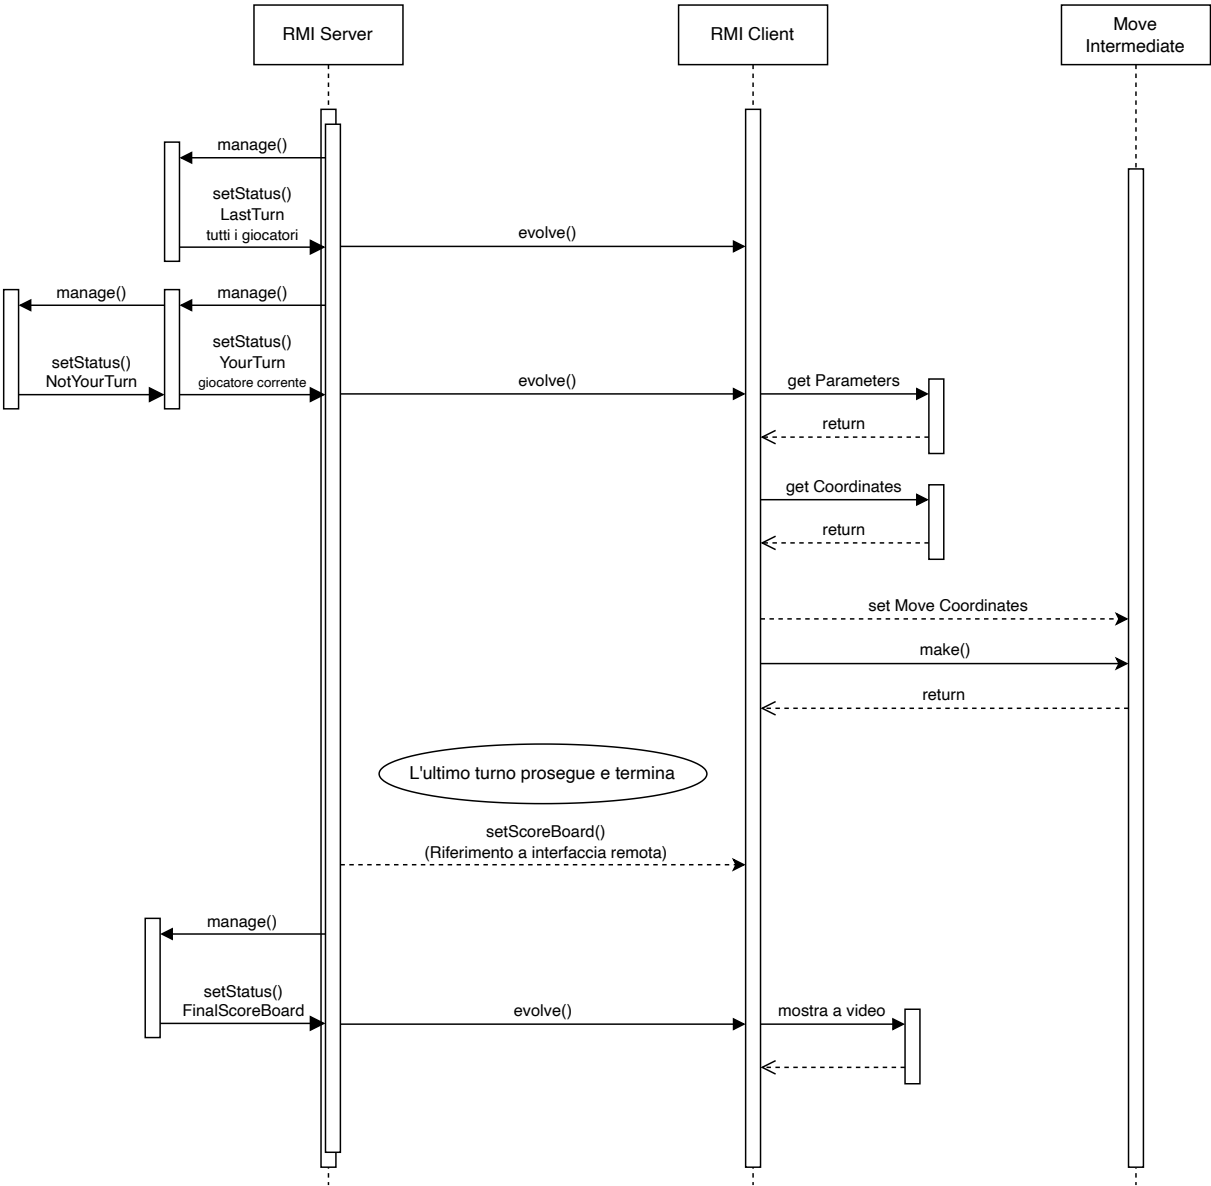 RMI Server
RMI Client
Move
Intermediate
manage()
setStatus()
LastTurn
tutti i giocatori
evolve()
manage()
manage()
setStatus()
NotYourTurn
setStatus()
YourTurn
giocatore corrente
evolve()
get Parameters
return
get Coordinates
return
set Move Coordinates
make()
return
L'ultimo turno prosegue e termina
setScoreBoard()
(Riferimento a interfaccia remota)
manage()
setStatus()
FinalScoreBoard
evolve()
mostra a video